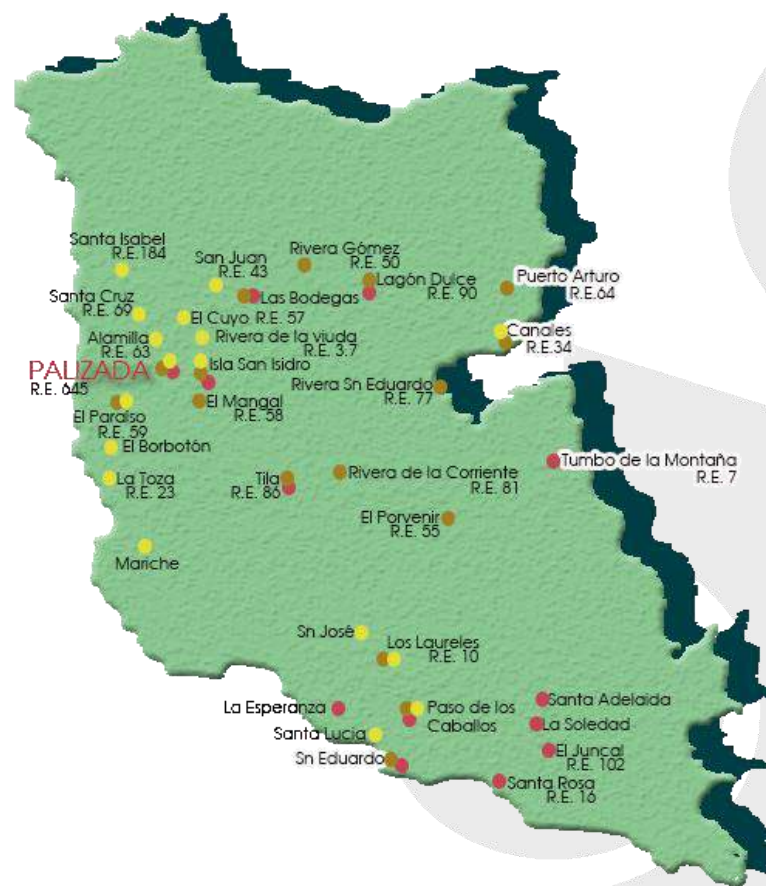 Santa Isabel
R.E.184
San Juan
R.E. 43
Rivera Gómez
R.E. 50
Lagón Dulce
R.E. 90
Puerto Arturo
R.E.64
Santa Cruz
R.E. 69
Las Bodegas
El Cuyo R.E. 57
Alamilla
R.E. 63
Rivera de la viuda
R.E. 3.7
Canales
R.E.34
PALIZADA
R.E. 645
Isla San Isidro
Rivera Sn Eduardo
R.E. 77
El Mangal
R.E. 58
El Paraíso
R.E. 59
El Borbotón
La Toza
R.E. 23
Tila
R.E. 86
Rivera de la Corriente
R.E. 81
Tumbo de la Montaña
R.E. 7
El Porvenir
R.E. 55
Mariche
Sn José
Los Laureles
R.E. 10
La Esperanza
Paso de los
Caballos
Santa Adelaida
La Soledad
Santa Lucia
Sn Eduardo
El Juncal
R.E. 102
Santa Rosa
R.E. 16